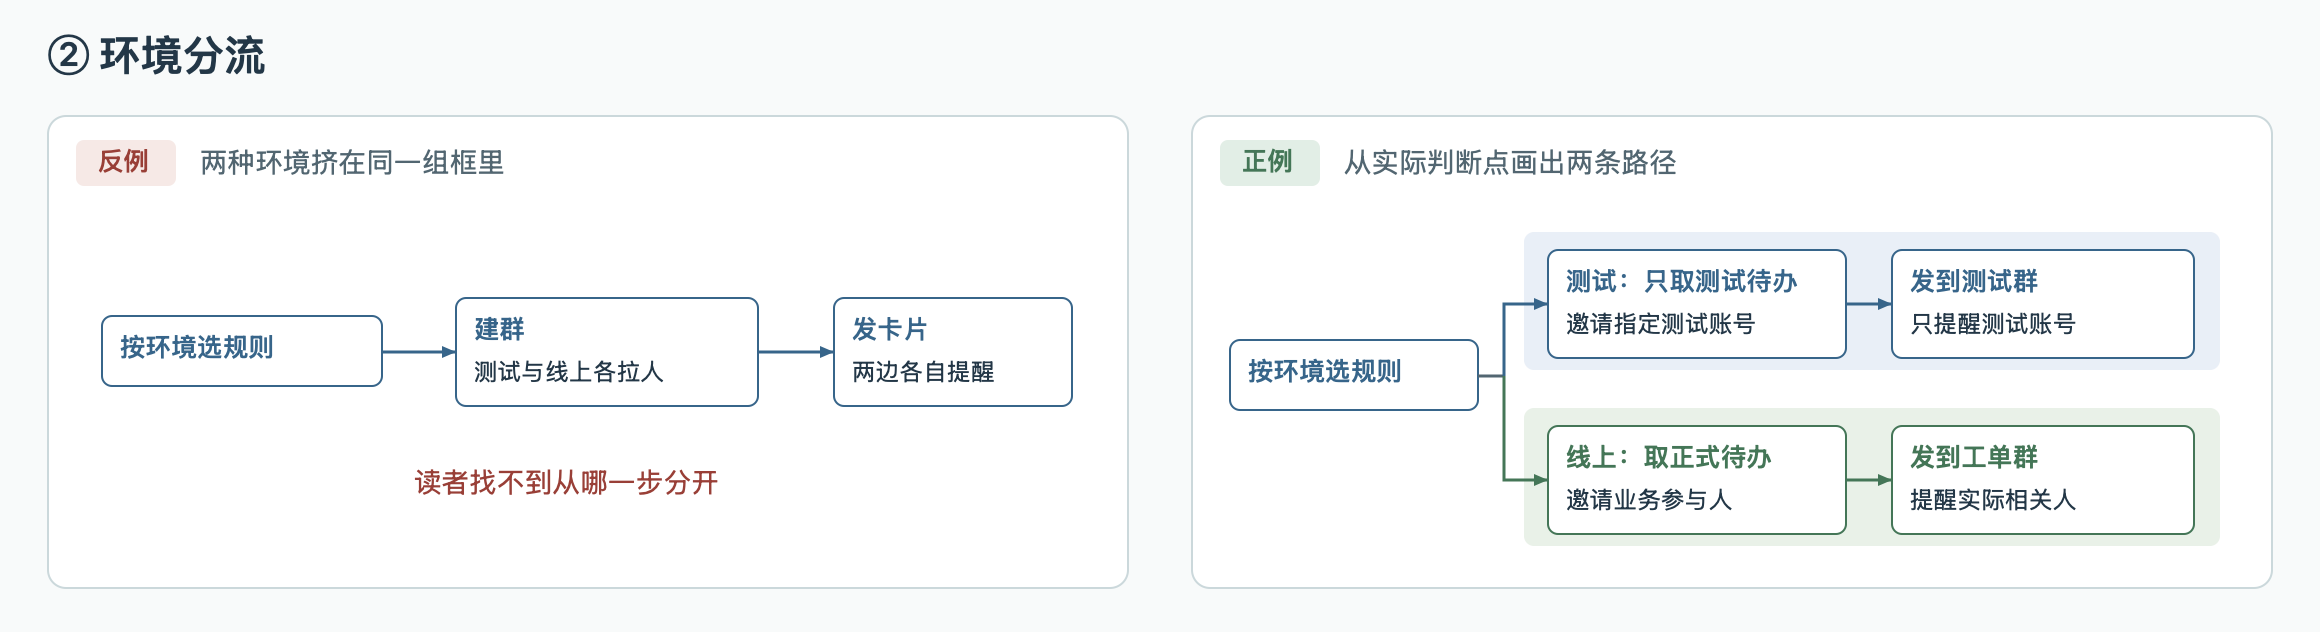 ② 环境分流
反例 两种环境挤在同一组框里
按环境选规则
建群
测试与线上各拉人
发卡片
两边各自提醒
读者找不到从哪一步分开
正例 从实际判断点画出两条路径
按环境选规则
测试：只取测试待办
邀请指定测试账号
发到测试群
只提醒测试账号
线上：取正式待办
邀请业务参与人
发到工单群
提醒实际相关人